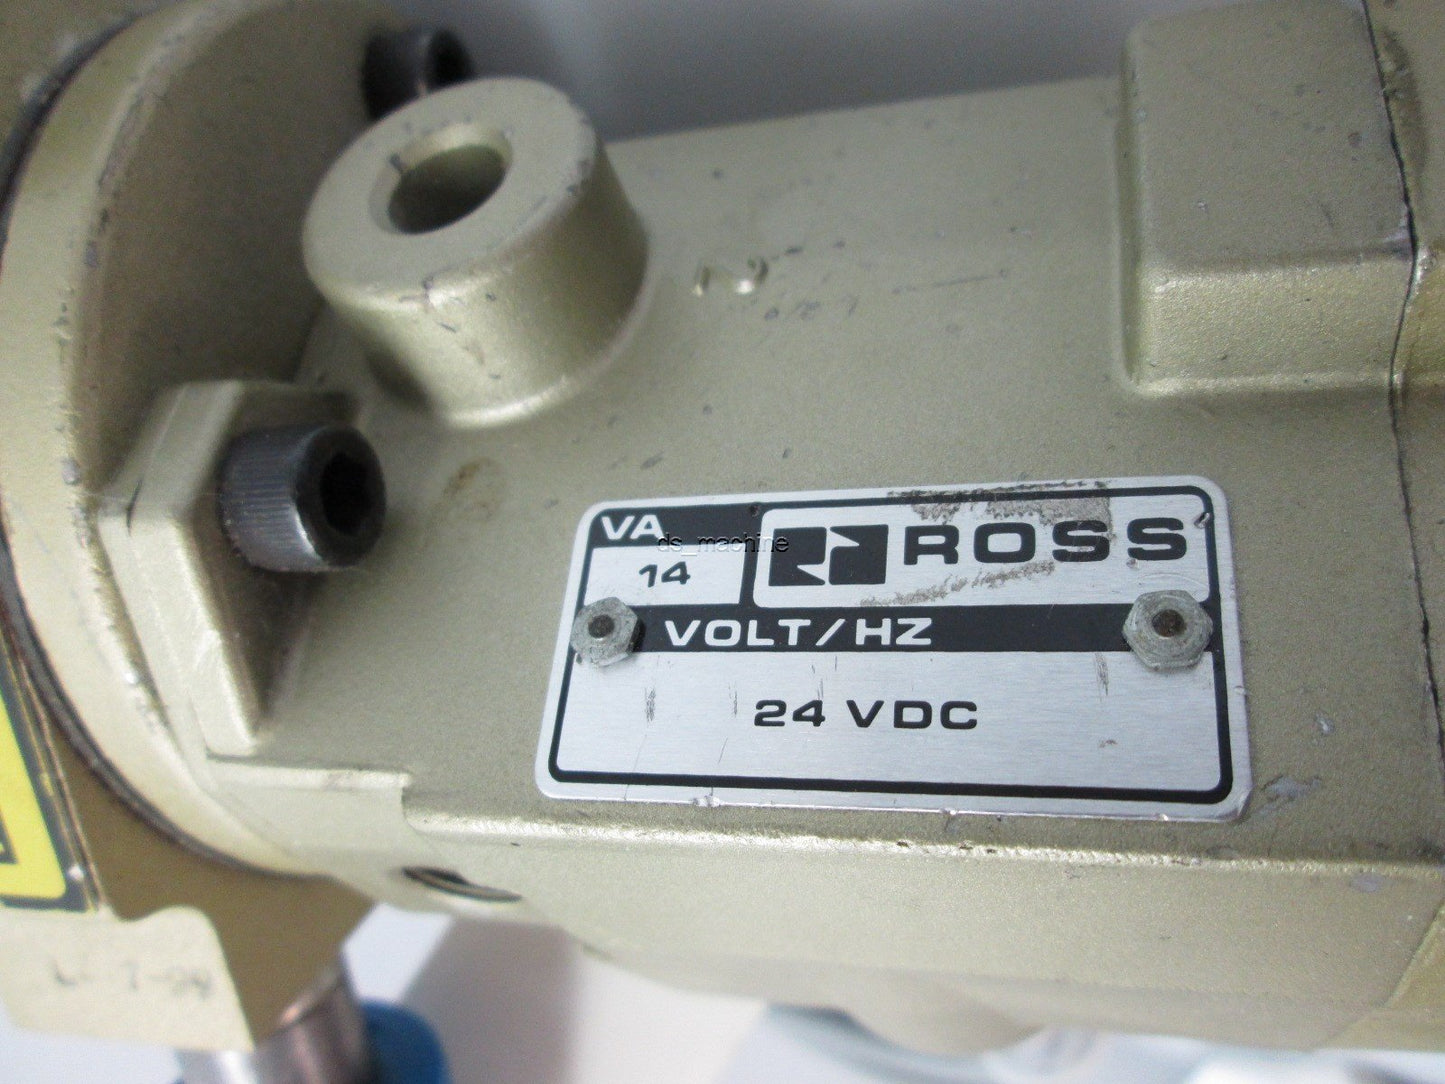 VA
ROSS
ds_machine
14
VOLT/HZ
24 VDC